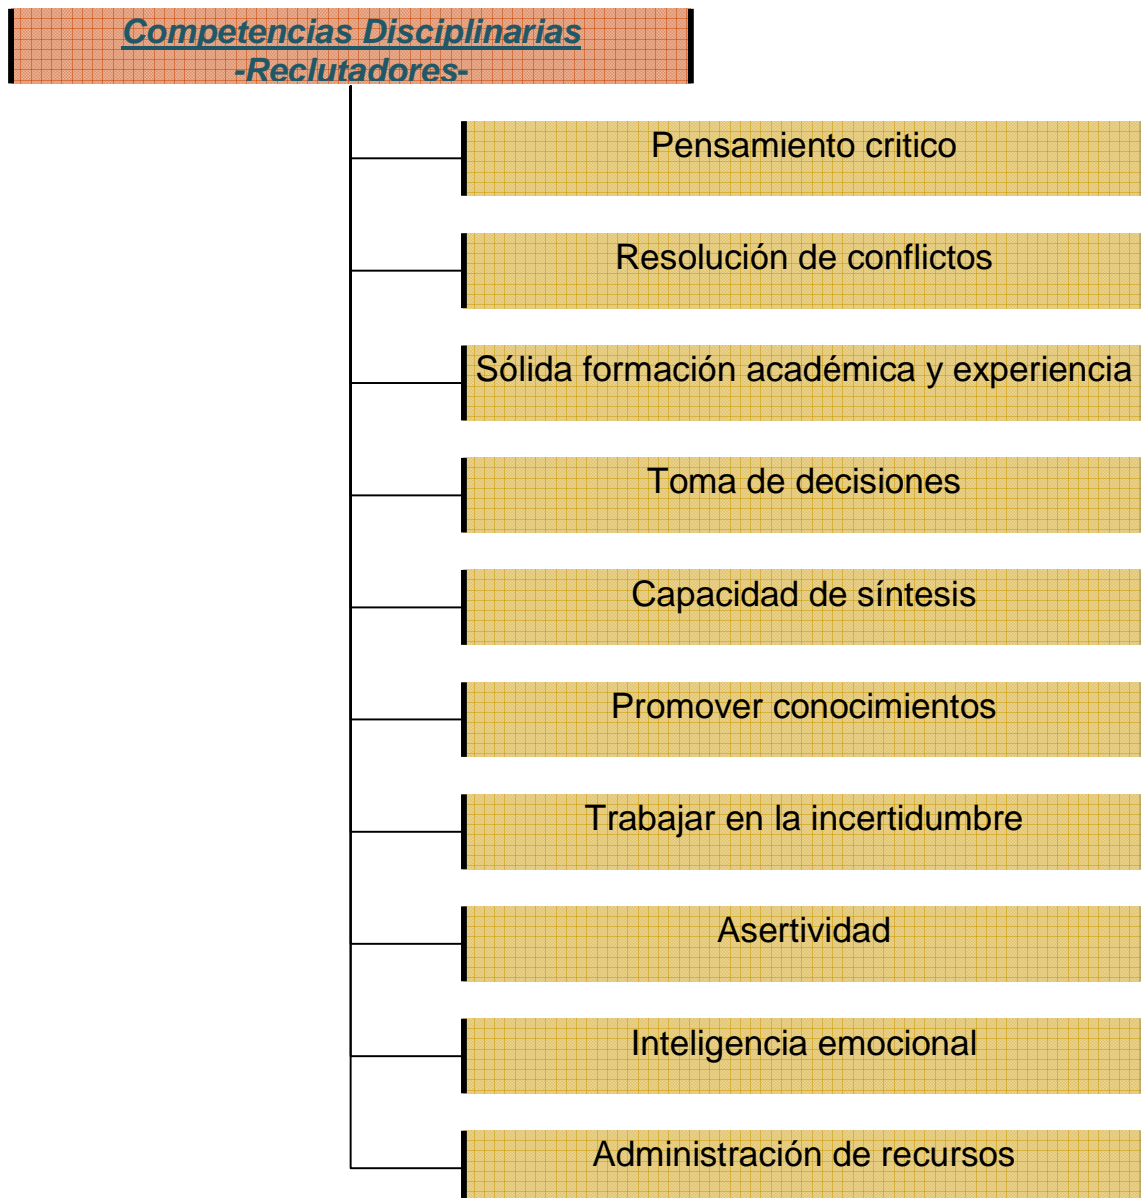 Competencias Disciplinarias
-Reclutadores-
Pensamiento critico
Resolución de conflictos
Sólida formación académica y experiencia
Toma de decisiones
Capacidad de síntesis
Promover conocimientos
Trabajar en la incertidumbre
Asertividad
Inteligencia emocional
Administración de recursos